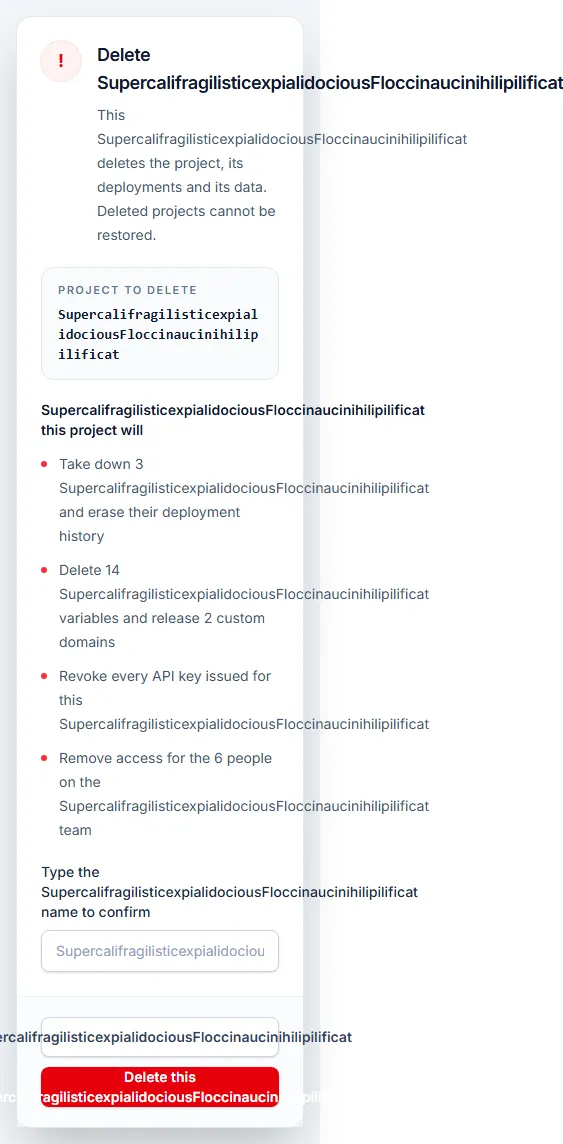 !
Delete
SupercalifragilisticexpialidociousFloccinaucinihilipilificat
This
SupercalifragilisticexpialidociousFloccinaucinihilipilificat
deletes the project, its
deployments and its data.
Deleted projects cannot be
restored.
PROJECT TO DELETE
Supercalifragilisticexpial
idociousFloccinaucinihilip
ilificat
SupercalifragilisticexpialidociousFloccinaucinihilipilificat
this project will
Take down 3
SupercalifragilisticexpialidociousFloccinaucinihilipilificat
and erase their deployment
history
Delete 14
SupercalifragilisticexpialidociousFloccinaucinihilipilificat
variables and release 2 custom
domains
Revoke every API key issued for
this
SupercalifragilisticexpialidociousFloccinaucinihilipilificat
Remove access for the 6 people
on the
SupercalifragilisticexpialidociousFloccinaucinihilipilificat
team
Type the
SupercalifragilisticexpialidociousFloccinaucinihilipilificat
name to confirm
Supercalifragilisticexpialidociou
ercalifragilisticexpialidociousFloccinaucinihilipilificat
Delete this